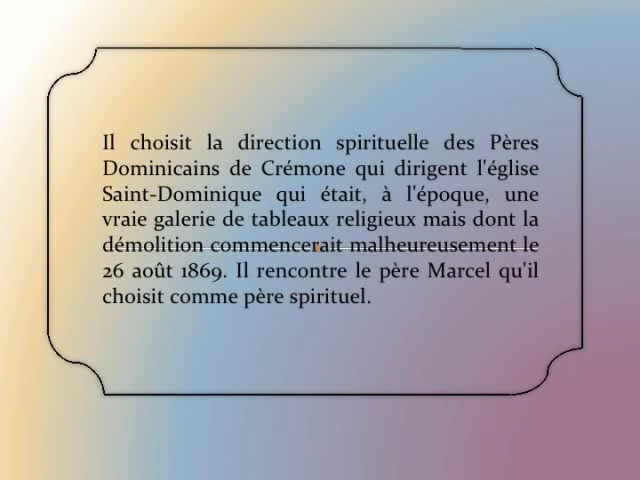 Il choisit la direction spirituelle des Pères
Dominicains de Crémone qui dirigent l'église
Saint-Dominique qui était, à l'époque, une
vraie galerie de tableaux religieux mais dont la
démolition commencerait malheureusement le
26 août 1869. Il rencontre le père Marcel qu'il
choisit comme père spirituel.